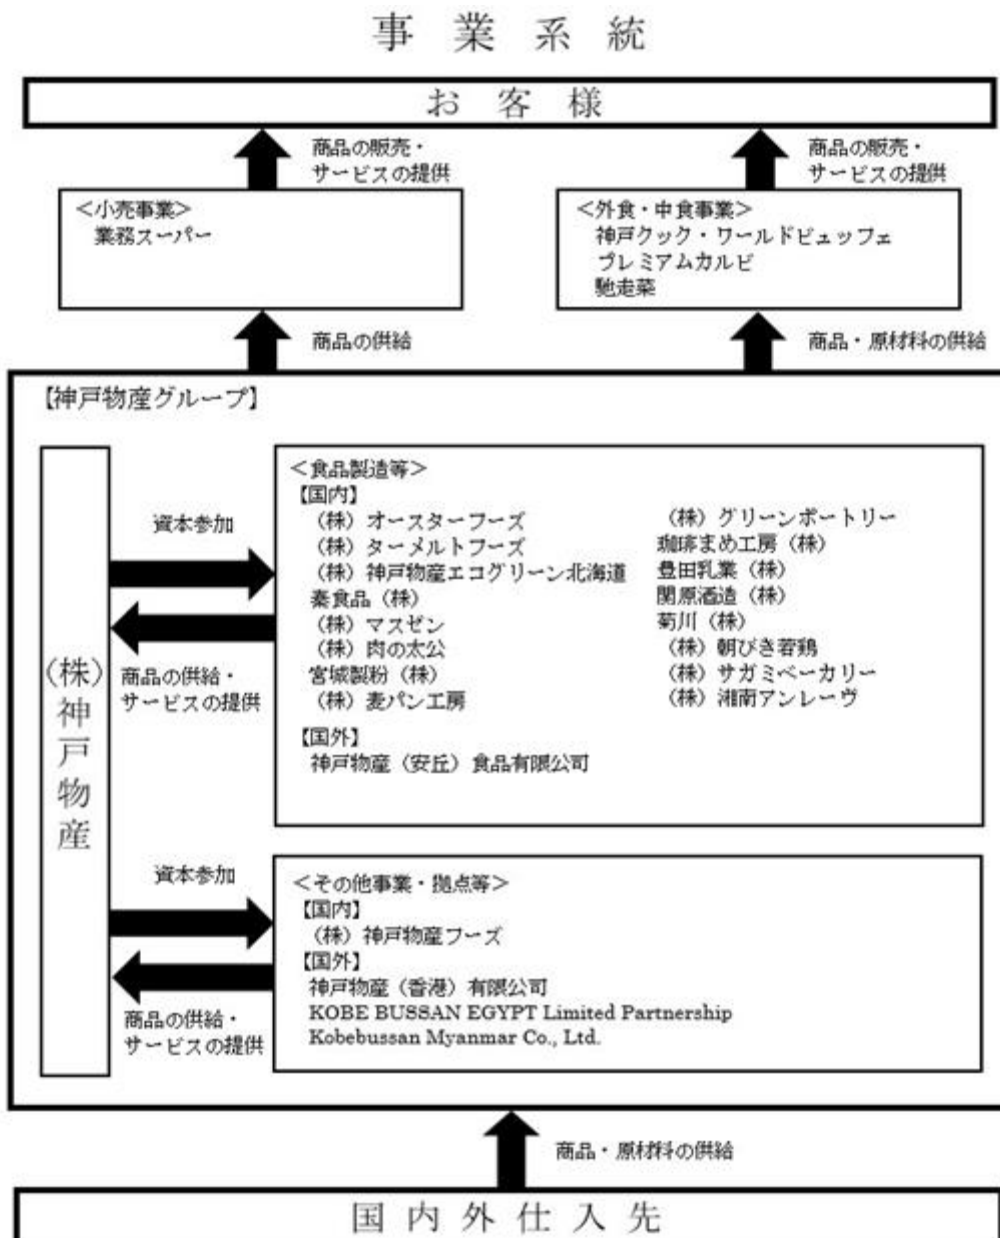 事業系統
お客様
商品の販売・
サービスの提供
商品の販売・
サービスの提供
＜小売事業＞
業務スーパー
＜外食・中食事業＞
神戸クック・ワールドビュッフェ
プレミアムカルビ
馳走菜
商品の供給
商品・原材料の供給
【神戸物産グループ】
(株)神戸物産
資本参加
商品の供給・
サービスの提供
＜食品製造等＞
【国内】
（株）オースターフーズ
（株）ターメルトフーズ
（株）神戸物産エコグリーン北海道
秦食品（株）
（株）マスゼン
（株）肉の太公
宮城製粉（株）
（株）麦パン工房
（株）グリーンポートリー
珈琲まめ工房（株）
豊田乳業（株）
関原酒造（株）
菊川（株）
（株）朝びき若鶏
（株）サガミベーカリー
（株）湘南アンレーヴ
【国外】
神戸物産（安丘）食品有限公司
資本参加
商品の供給・
サービスの提供
＜その他事業・拠点等＞
【国内】
（株）神戸物産フーズ
【国外】
神戸物産（香港）有限公司
KOBE BUSSAN EGYPT Limited Partnership
Kobebussan Myanmar Co., Ltd.
商品・原材料の供給
国内外仕入先